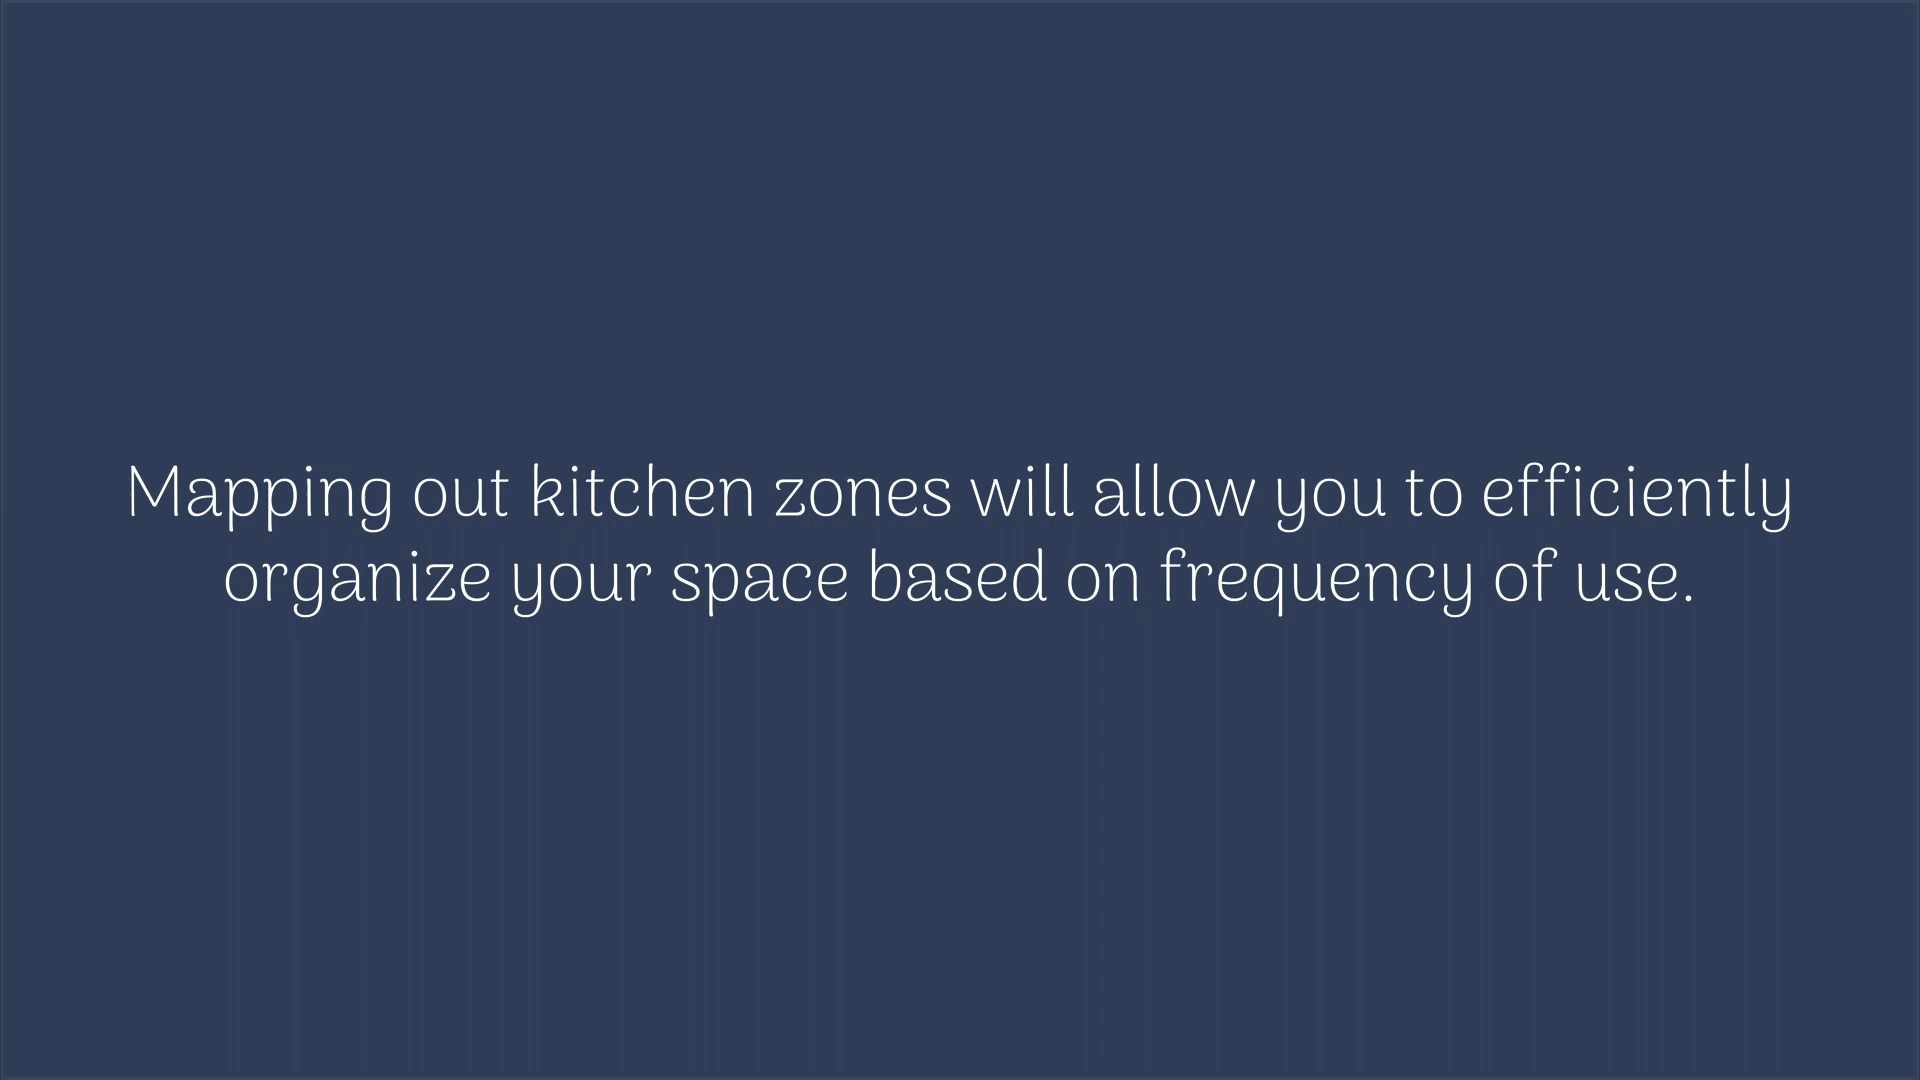 Mapping out kitchen zones will allow you to efficiently
organize your space based on frequency of use.